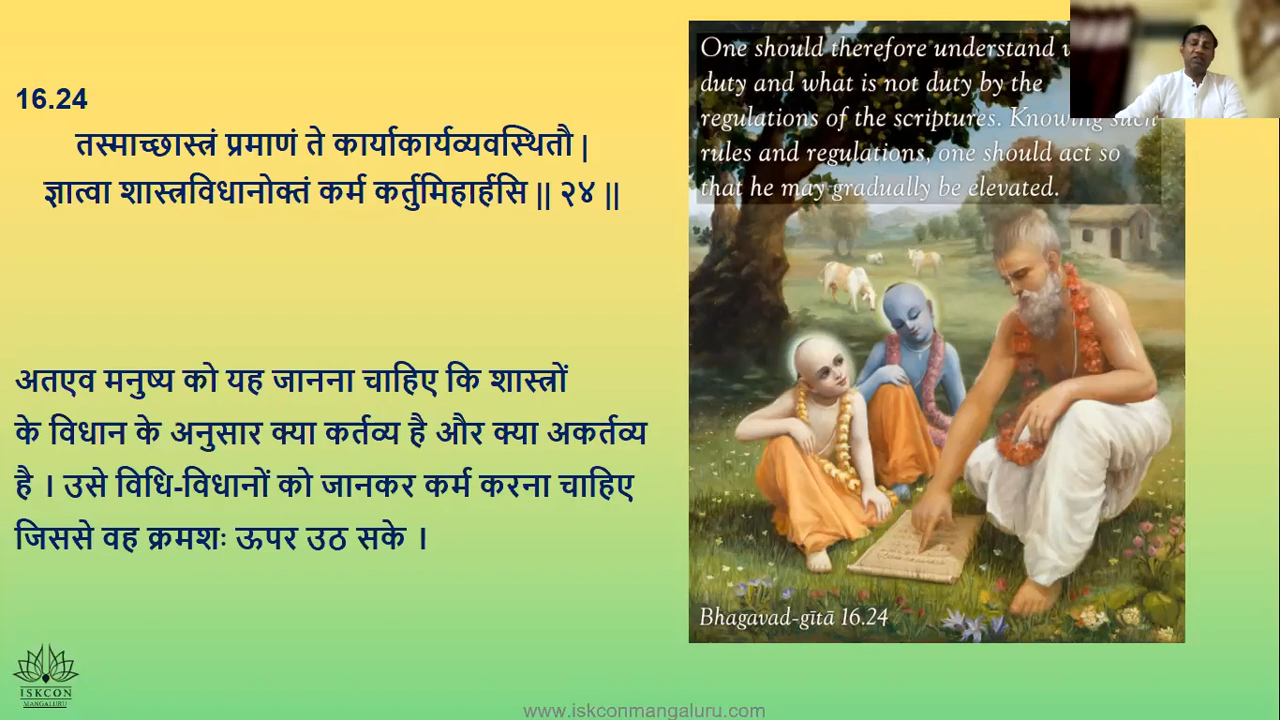 16.24
तस्माच्छास्त्रं प्रमाणं ते कार्याकार्यव्यवस्थितौ |
ज्ञात्वा शास्त्रविधानोक्तं कर्म कर्तुमिहार्हसि || २४ ||
अतएव मनुष्य को यह जानना चाहिए कि शास्त्रों
के विधान के अनुसार क्या कर्तव्य है और क्या अकर्तव्य
है । उसे विधि-विधानों को जानकर कर्म करना चाहिए
जिससे वह क्रमशः ऊपर उठ सके ।
One should therefore understand
duty and what is not duty by the
regulations of the scriptures. Knowing such
rules and regulations, one should act so
that he may gradually be elevated.
Bhagavad-gītā 16.24
ISKCON
MANGALURU
www.iskconmangaluru.com